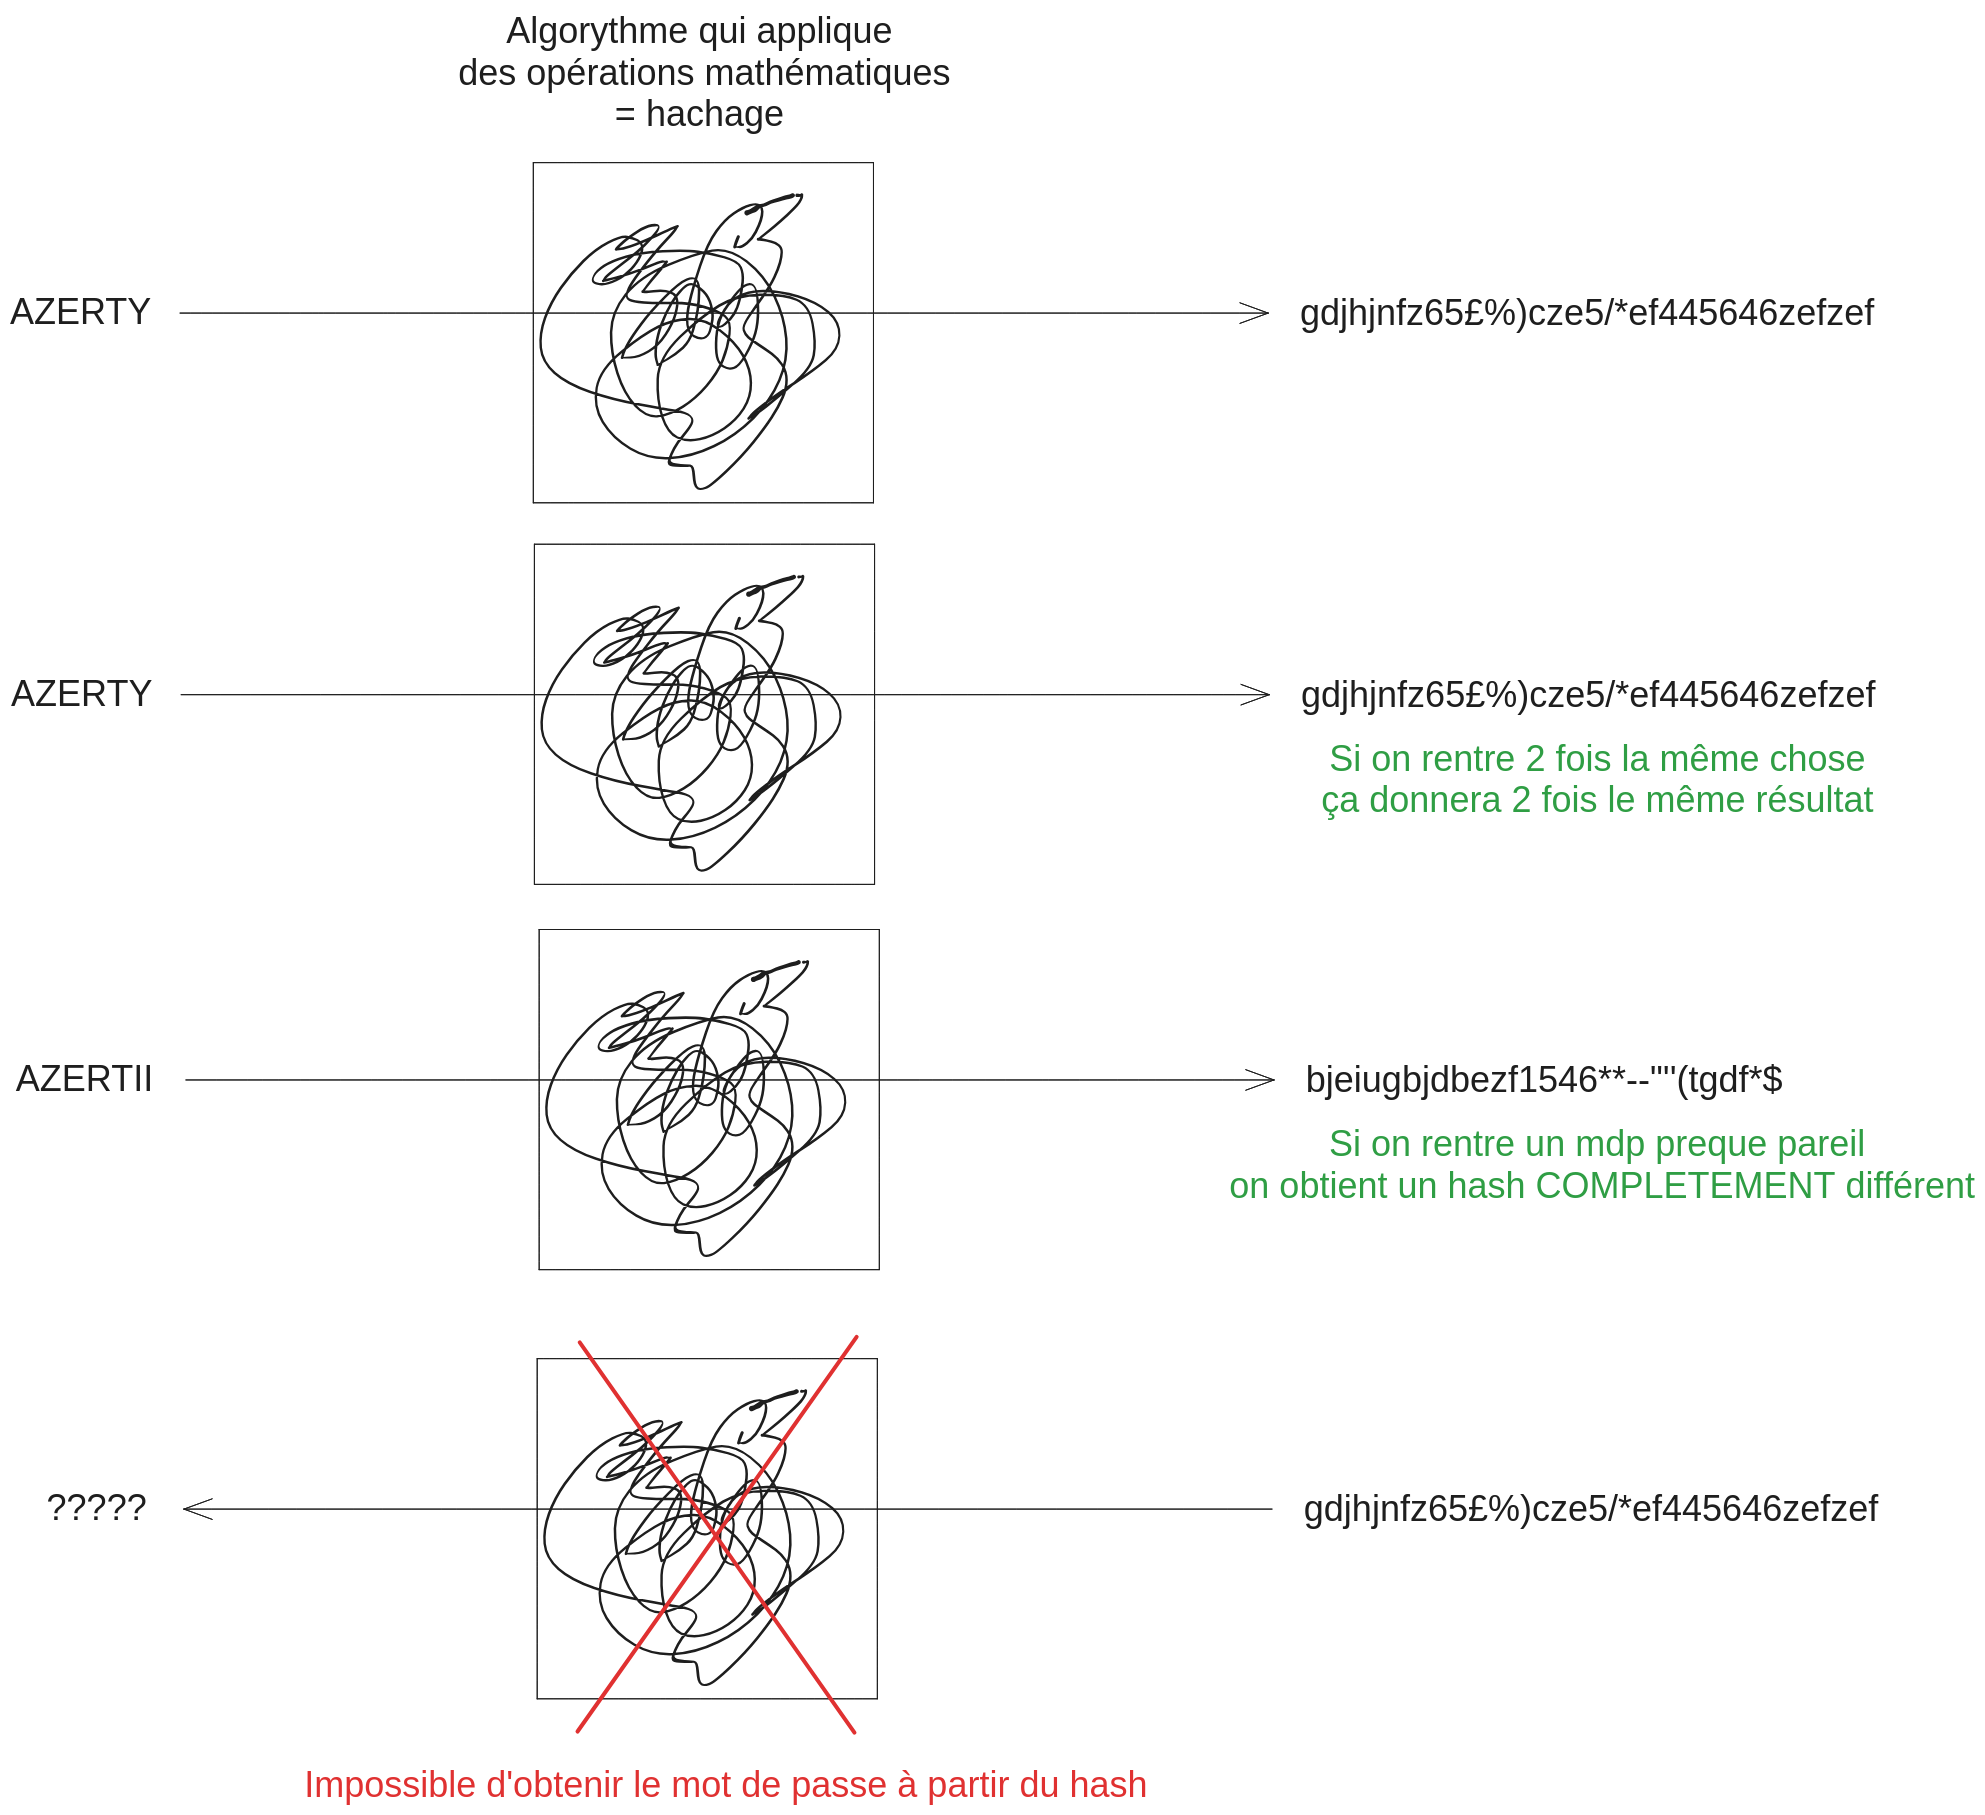 Algorythme qui applique
des opérations mathématiques
= hachage
AZERTY
gdjhjnfz65£%)cze5/*ef445646zefzef
AZERTY
gdjhjnfz65£%)cze5/*ef445646zefzef
Si on rentre 2 fois la même chose
ça donnera 2 fois le même résultat
AZERTII
bjeiugbjdbezf1546**--""(tgdf*$
Si on rentre un mdp preque pareil
on obtient un hash COMPLETEMENT différent
?????
gdjhjnfz65£%)cze5/*ef445646zefzef
Impossible d'obtenir le mot de passe à partir du hash